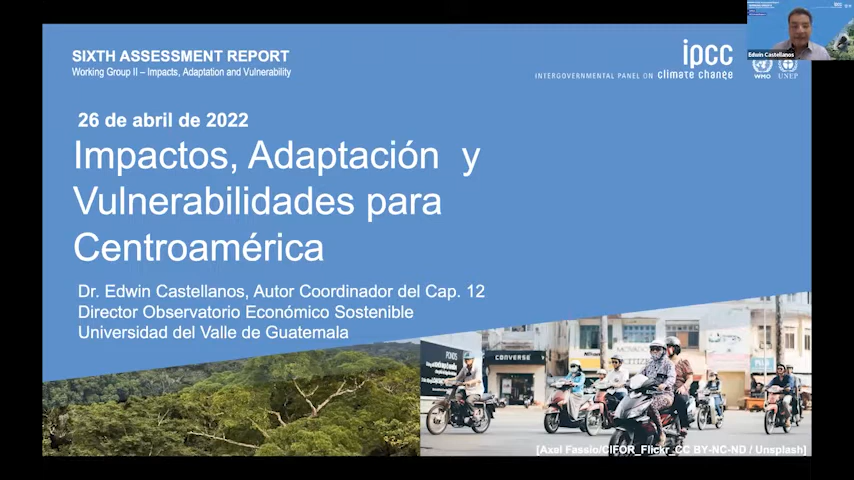 SIXTH ASSESSMENT REPORT
Working Group II – Impacts, Adaptation and Vulnerability
ipcc
INTERGOVERNMENTAL PANEL ON climate change
WMO
UNEP
Edwin Castellanos
26 de abril de 2022
Impactos, Adaptación y
Vulnerabilidades para
Centroamérica
Dr. Edwin Castellanos, Autor Coordinador del Cap. 12
Director Observatorio Económico Sostenible
Universidad del Valle de Guatemala
CONVERSE
[Axel Fassio/CIFOR_Flickr_CC BY-NC-ND / Unsplash]